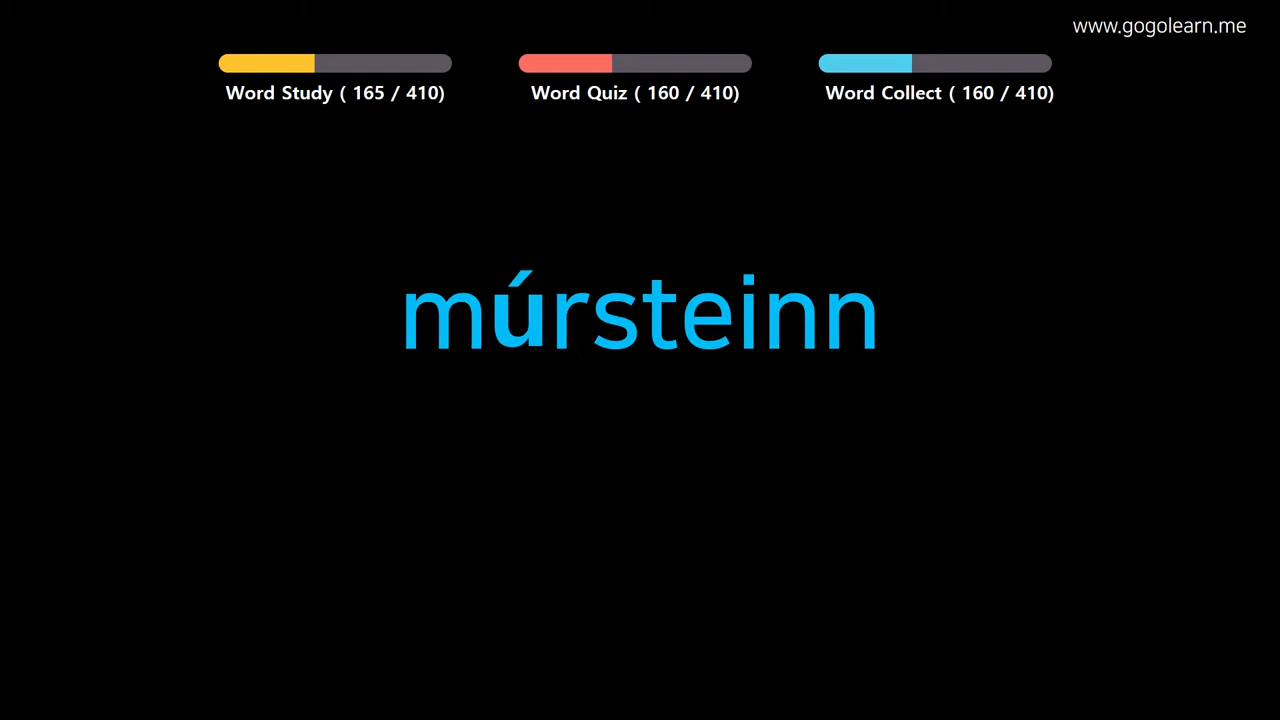 www.gogolearn.me
Word Study ( 165 / 410)
Word Quiz ( 160 / 410)
Word Collect ( 160 / 410)
múrsteinn